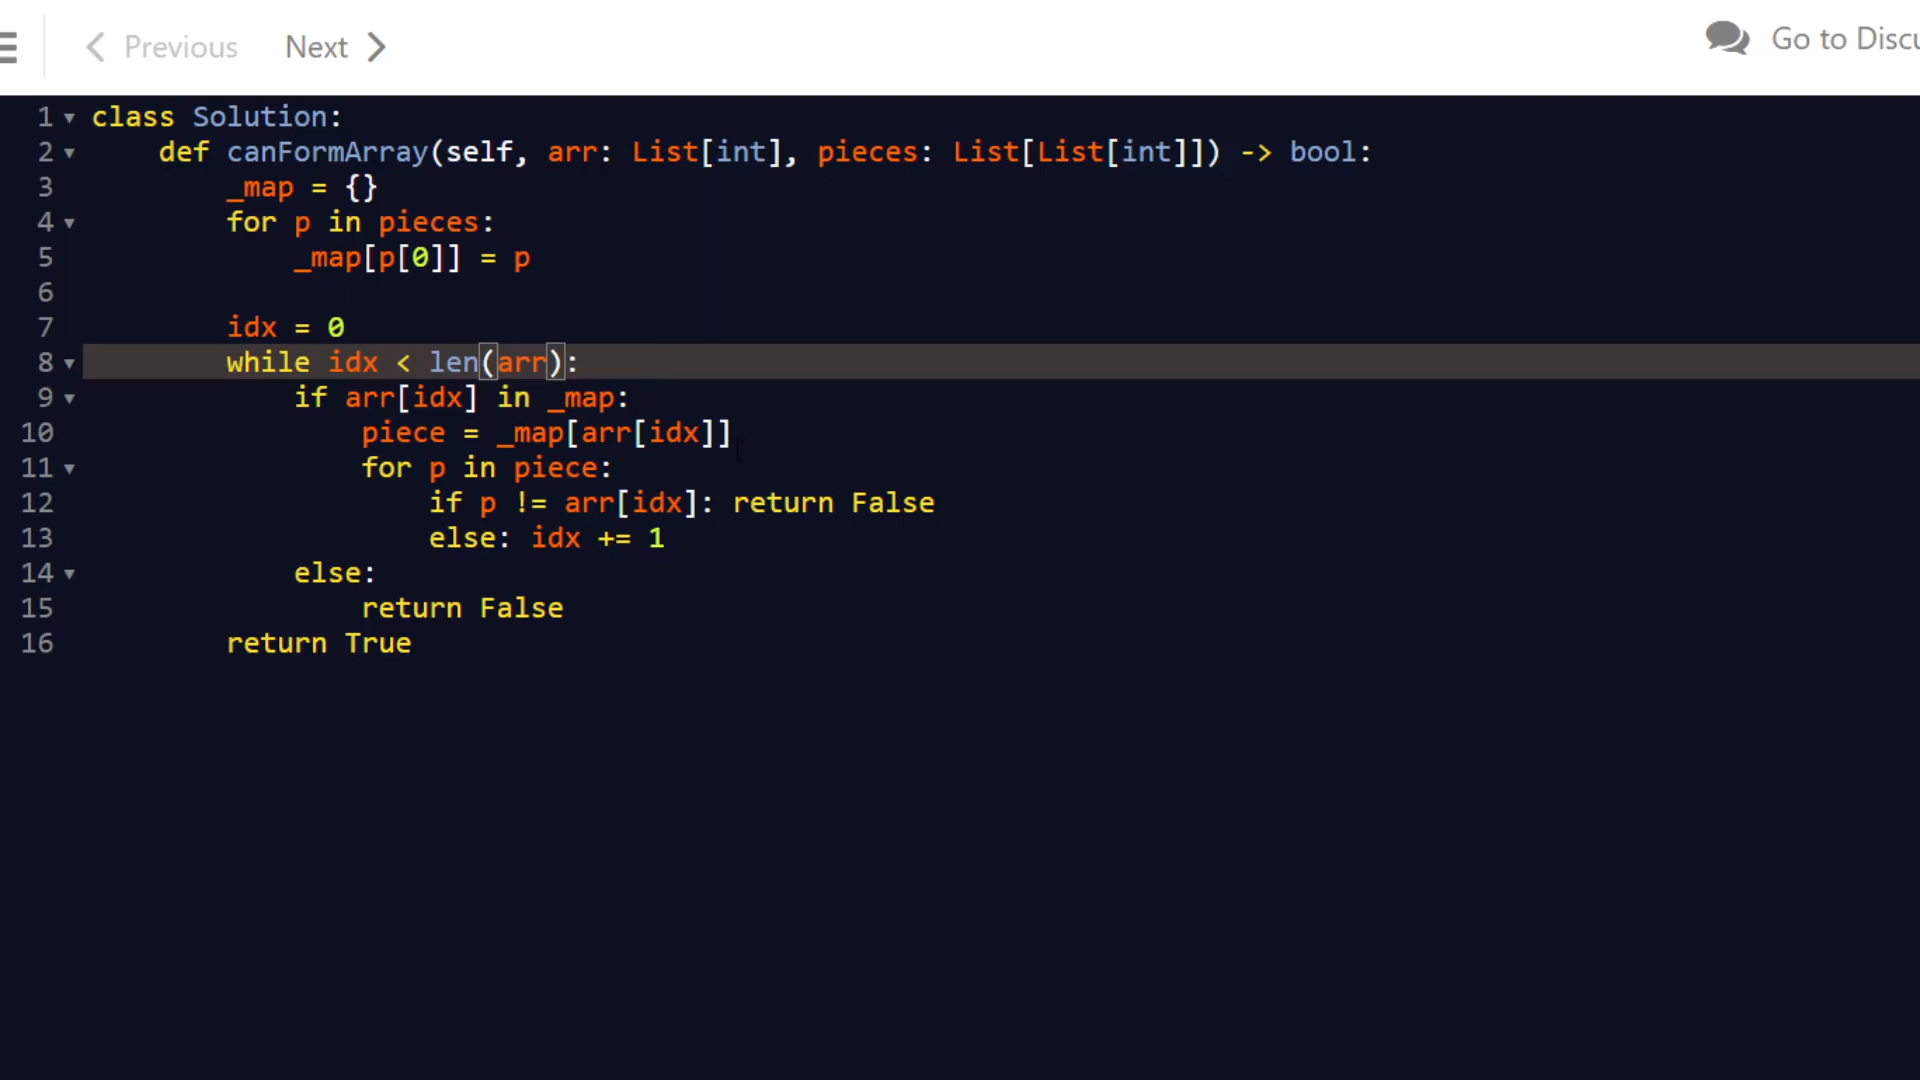 Previous Next Go to Discu
1 class Solution:
2     def canFormArray(self, arr: List[int], pieces: List[List[int]]) -> bool:
3         _map = {}
4         for p in pieces:
5             _map[p[0]] = p
6
7         idx = 0
8         while idx < len(arr):
9             if arr[idx] in _map:
10                 piece = _map[arr[idx]]
11                 for p in piece:
12                     if p != arr[idx]: return False
13                     else: idx += 1
14             else:
15                 return False
16         return True